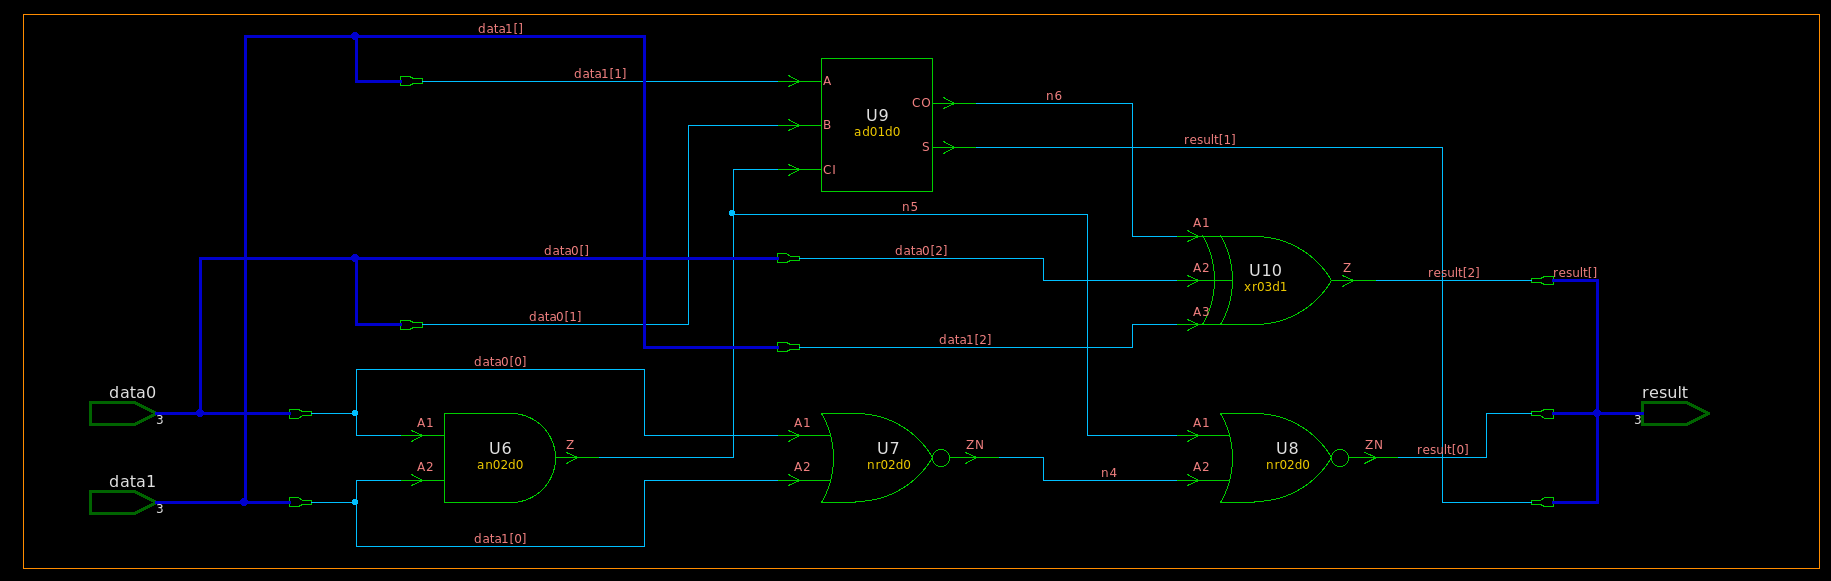 data1[]
data1[1]
A
U9
CO
n6
B
ad01d0
S
result[1]
CI
n5
A1
data0[]
data0[2]
A2
U10
Z
result[2]
result[]
xr03d1
data0[1]
A3
data1[2]
data0[0]
data0
3
result
3
A1
U6
Z
A1
U7
ZN
A1
U8
ZN
result[0]
A2
an02d0
A2
nr02d0
n4
A2
nr02d0
data1
3
data1[0]